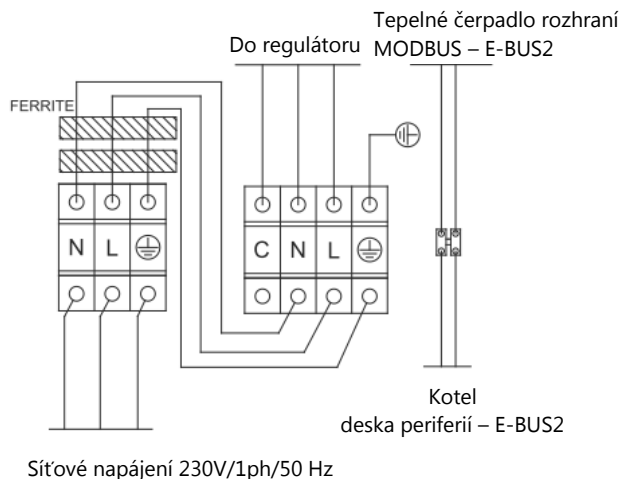 Tepelné čerpadlo rozhraní
MODBUS – E-BUS2
Do regulátoru
FERRITE
N L
C N L
Kotel
deska periferií – E-BUS2
Síťové napájení 230V/1ph/50 Hz